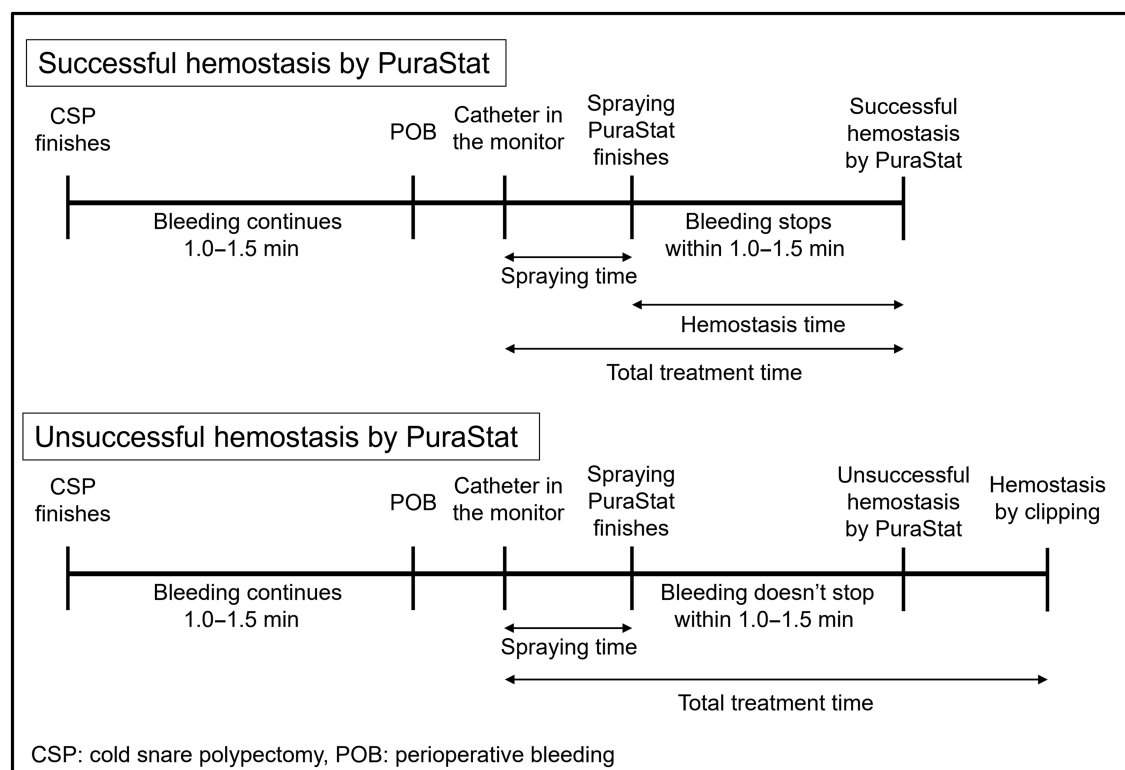 Successful hemostasis by PuraStat
CSP
finishes
POB
Catheter in
the monitor
Spraying
PuraStat
finishes
Successful
hemostasis
by PuraStat
Bleeding continues
1.0–1.5 min
Bleeding stops
within 1.0–1.5 min
Spraying time
Hemostasis time
Total treatment time
Unsuccessful hemostasis by PuraStat
CSP
finishes
POB
Catheter in
the monitor
Spraying
PuraStat
finishes
Unsuccessful
hemostasis
by PuraStat
Hemostasis
by clipping
Bleeding continues
1.0–1.5 min
Bleeding doesn’t stop
within 1.0–1.5 min
Spraying time
Total treatment time
CSP: cold snare polypectomy, POB: perioperative bleeding